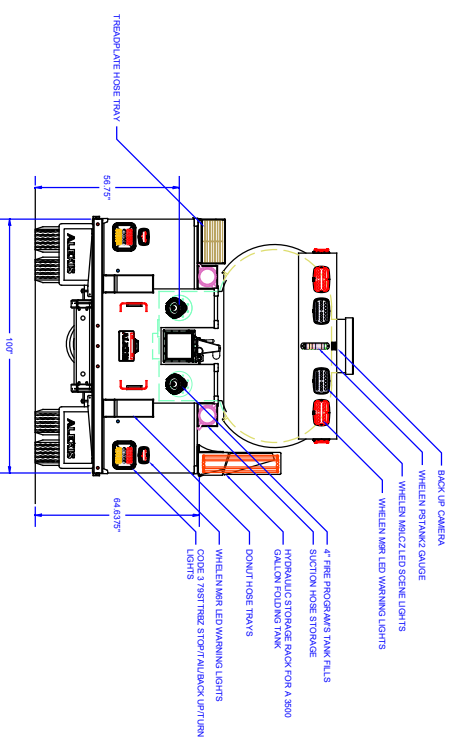 BACK UP CAMERA
WHELEN PSTANK2 GAUGE
WHELEN M9LCZ LED SCENE LIGHTS
WHELEN M9R LED WARNING LIGHTS
4" FIRE PROGRAM'S TANK FILLS
SUCTION HOSE STORAGE
HYDRAULIC STORAGE RACK FOR A 3500
GALLON FOLDING TANK
DONUT HOSE TRAYS
WHELEN M6R LED WARNING LIGHTS
CODE 3 79STTRBZ STOP/TAIL/BACK UP/TURN
LIGHTS
TREADPLATE HOSE TRAY
56.75"
100"
64.6375"
ALEXIS
ALEXIS
ALEXIS